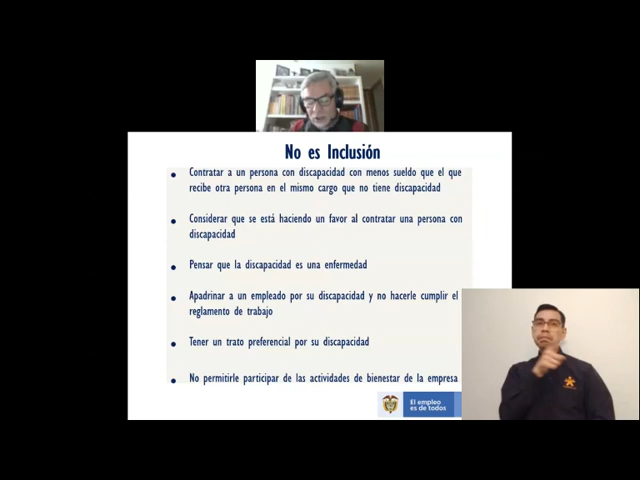 No es Inclusión
• Contratar a un persona con discapacidad con menos sueldo que el que
recibe otra persona en el mismo cargo que no tiene discapacidad
• Considerar que se está haciendo un favor al contratar una persona con
discapacidad
• Pensar que la discapacidad es una enfermedad
• Apadrinar a un empleado por su discapacidad y no hacerle cumplir el
reglamento de trabajo
• Tener un trato preferencial por su discapacidad
• No permitirle participar de las actividades de bienestar de la empresa
El empleo
es de todos